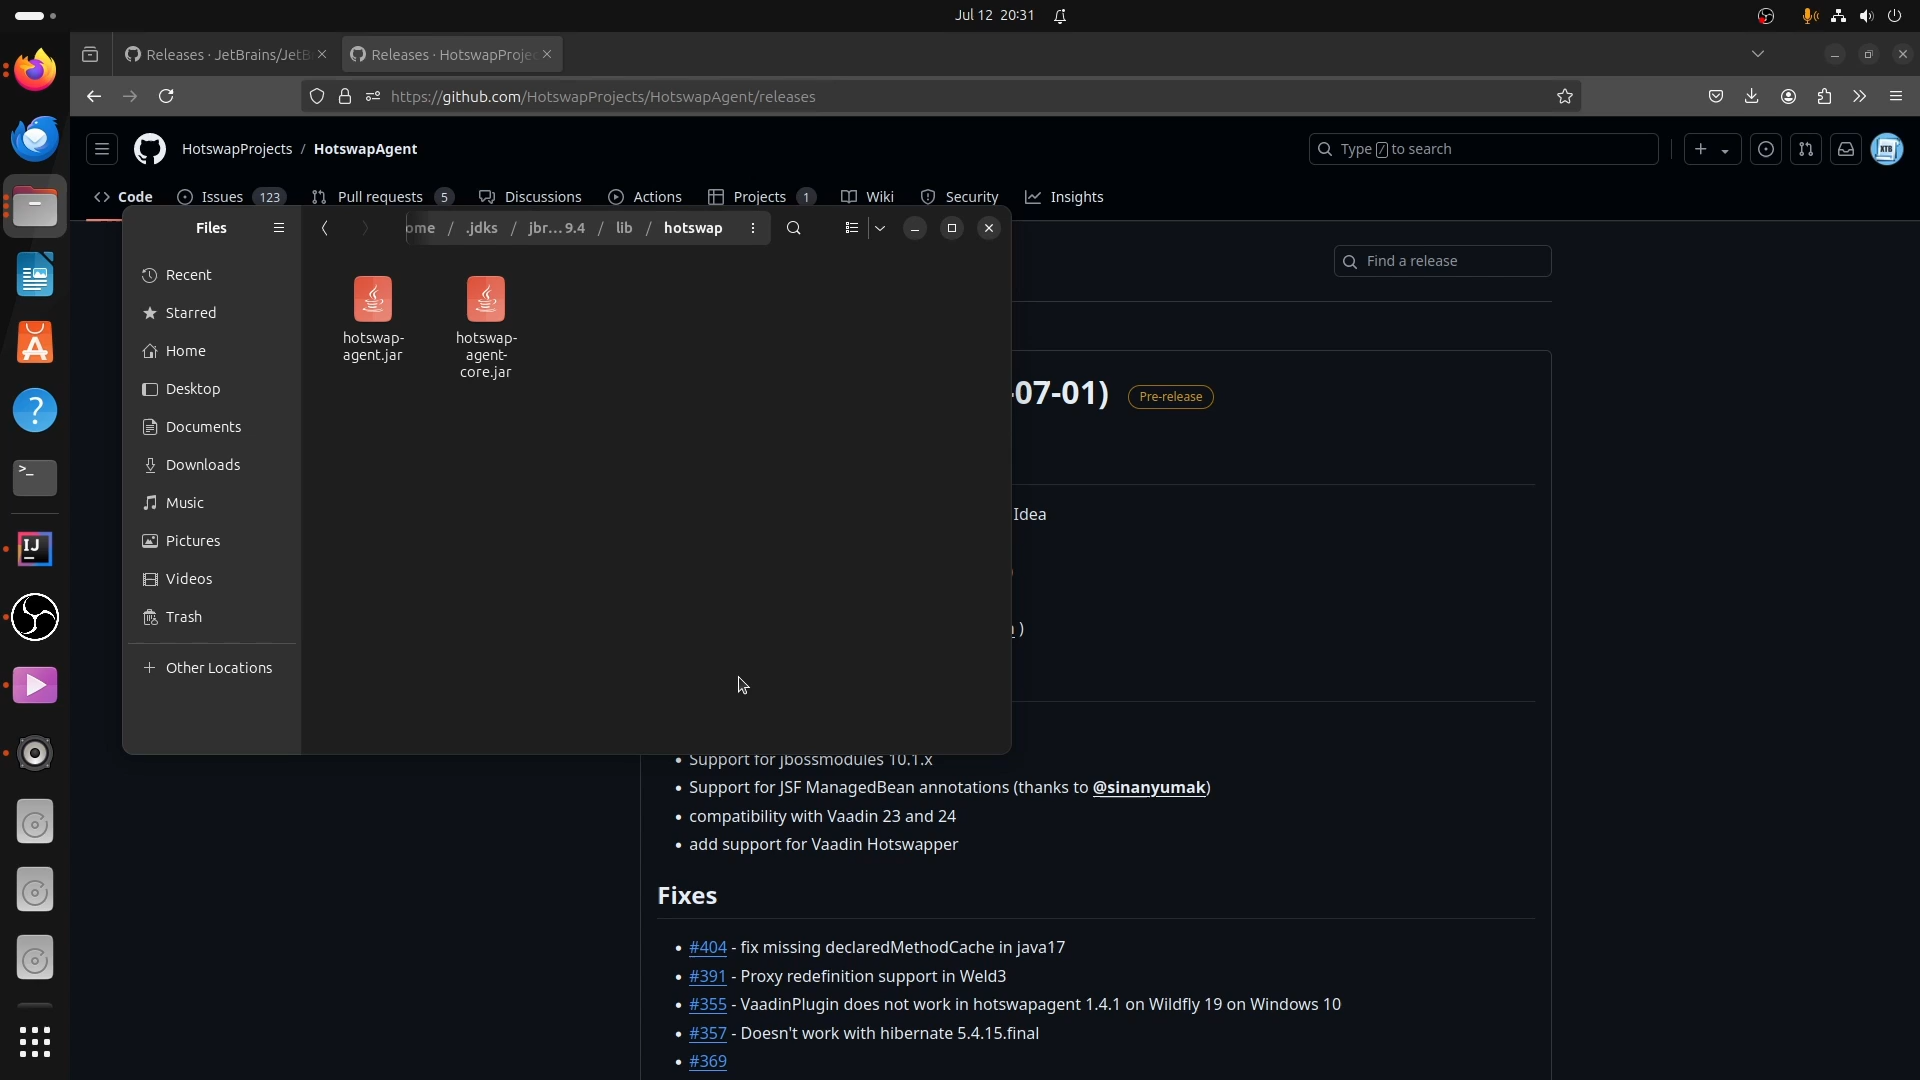 Jul 12 20:31
Releases · JetBrains/JetB
Releases · HotswapProjec
https://github.com/HotswapProjects/HotswapAgent/releases
HotswapProjects / HotswapAgent
Type / to search
XTB
Code
Issues 123
Pull requests 5
Discussions
Actions
Projects 1
Wiki
Security
Insights
Files
ome / .jdks / jbr…9.4 / lib / hotswap
Find a release
Recent
Starred
Home
Desktop
Documents
Downloads
Music
Pictures
Videos
Trash
Other Locations
hotswap-
agent.jar
hotswap-
agent-
core.jar
-07-01) Pre-release
Idea
)
)
IJ
Support for jbossmodules 10.1.x
Support for JSF ManagedBean annotations (thanks to @sinanyumak)
compatibility with Vaadin 23 and 24
add support for Vaadin Hotswapper
Fixes
#404 - fix missing declaredMethodCache in java17
#391 - Proxy redefinition support in Weld3
#355 - VaadinPlugin does not work in hotswapagent 1.4.1 on Wildfly 19 on Windows 10
#357 - Doesn't work with hibernate 5.4.15.final
#369